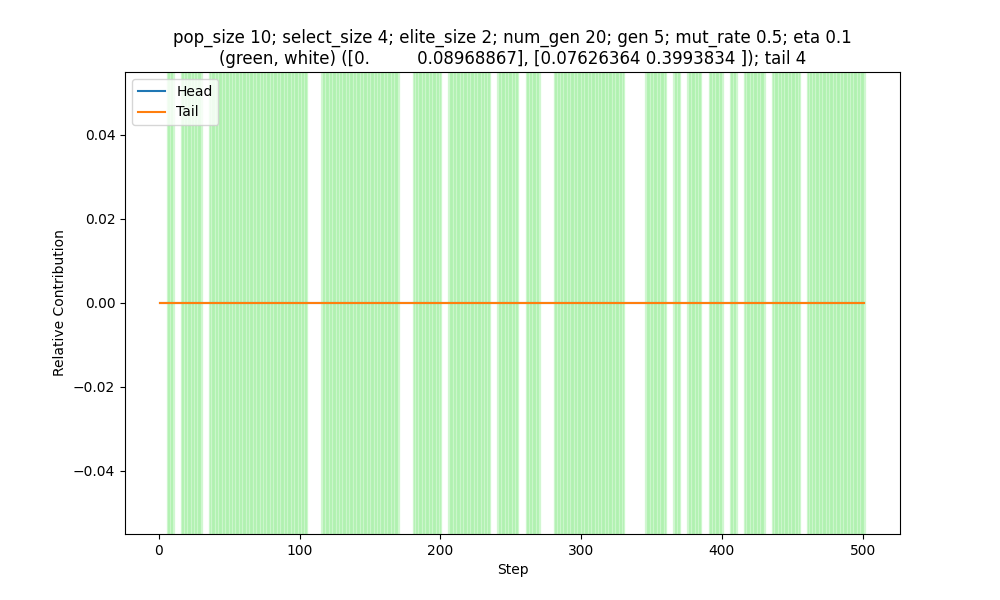 pop_size 10; select_size 4; elite_size 2; num_gen 20; gen 5; mut_rate 0.5; eta 0.1
(green, white) ([0.         0.08968867], [0.07626364 0.3993834 ]); tail 4
Head
Tail
0.04
0.02
0.00
−0.02
−0.04
Relative Contribution
0 100 200 300 400 500
Step